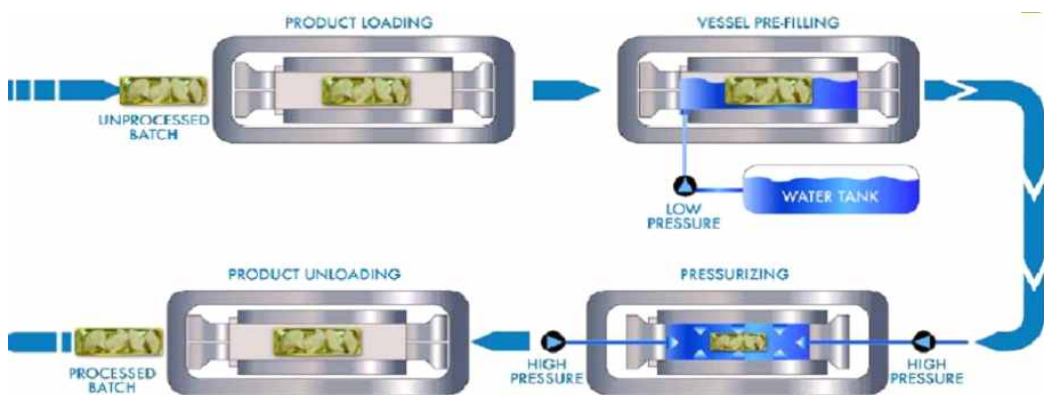 PRODUCT LOADING
VESSEL PRE-FILLING
UNPROCESSED
BATCH
WATER TANK
LOW
PRESSURE
PRODUCT UNLOADING
PRESSURIZING
PROCESSED
BATCH
HIGH
PRESSURE
HIGH
PRESSURE